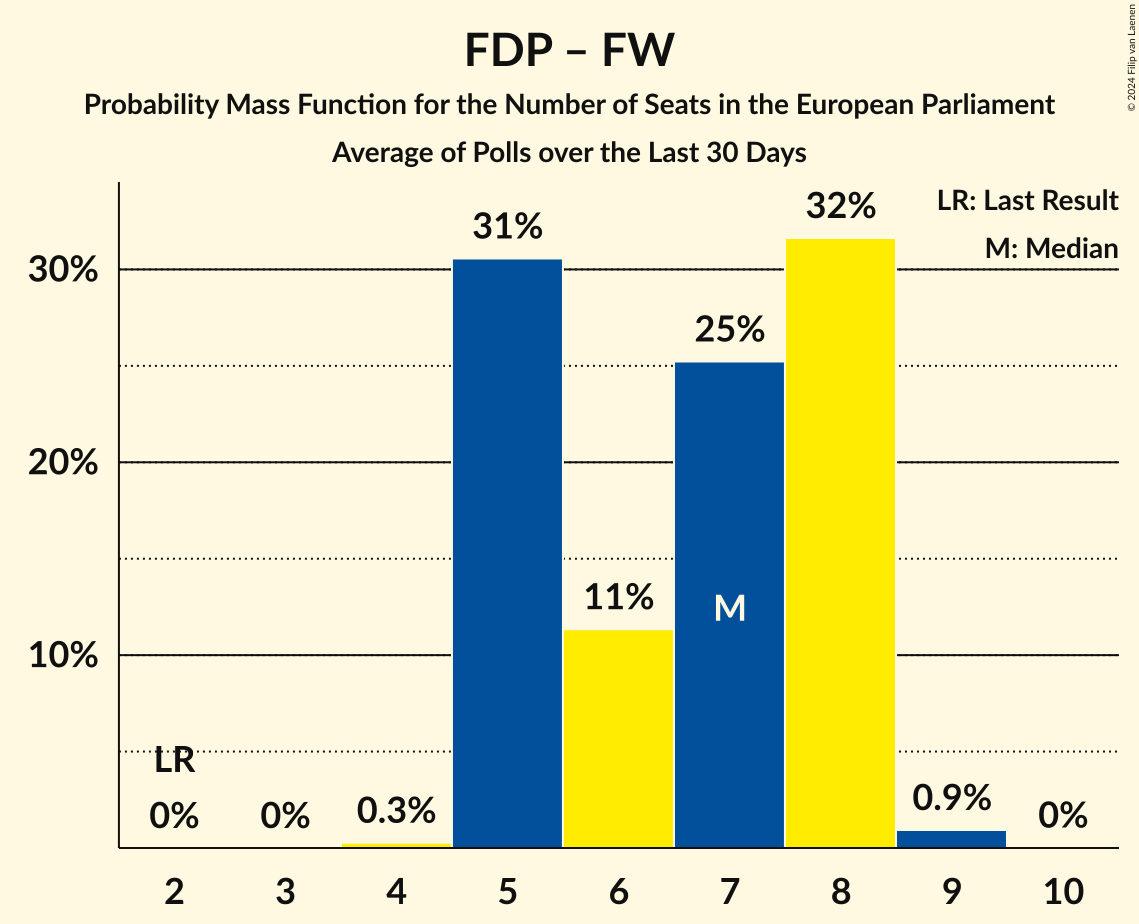 FDP – FW
Probability Mass Function for the Number of Seats in the European Parliament
Average of Polls over the Last 30 Days
© 2024 Filip van Laenen
LR: Last Result
M: Median
30%
20%
10%
LR
0%
0%
0.3%
31%
11%
25%
M
32%
0.9%
0%
2 3 4 5 6 7 8 9 10